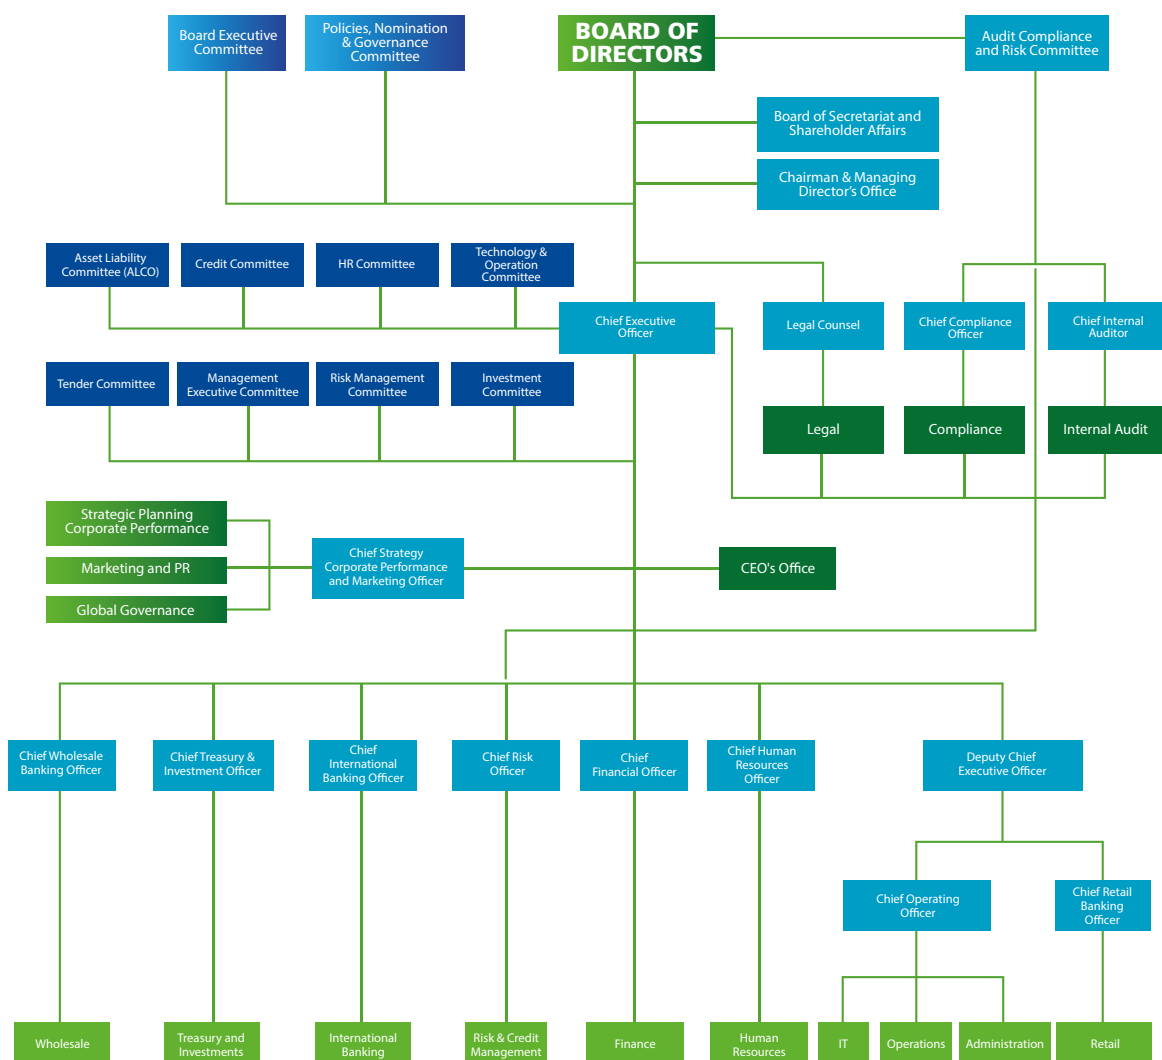 Board Executive
Committee
Policies, Nomination
& Governance
Committee
BOARD OF
DIRECTORS
Audit Compliance
and Risk Committee
Board of Secretariat and
Shareholder Affairs
Chairman & Managing
Director's Office
Asset Liability
Committee (ALCO)
Credit Committee
HR Committee
Technology &
Operation
Committee
Chief Executive
Officer
Legal Counsel
Chief Compliance
Officer
Chief Internal
Auditor
Tender Committee
Management
Executive Committee
Risk Management
Committee
Investment
Committee
Legal
Compliance
Internal Audit
Strategic Planning
Corporate Performance
Marketing and PR
Global Governance
Chief Strategy
Corporate Performance
and Marketing Officer
CEO's Office
Chief Wholesale
Banking Officer
Chief Treasury &
Investment Officer
Chief
International
Banking Officer
Chief Risk
Officer
Chief
Financial Officer
Chief Human
Resources
Officer
Deputy Chief
Executive Officer
Chief Operating
Officer
Chief Retail
Banking
Officer
Wholesale
Treasury and
Investments
International
Banking
Risk & Credit
Management
Finance
Human
Resources
IT
Operations
Administration
Retail